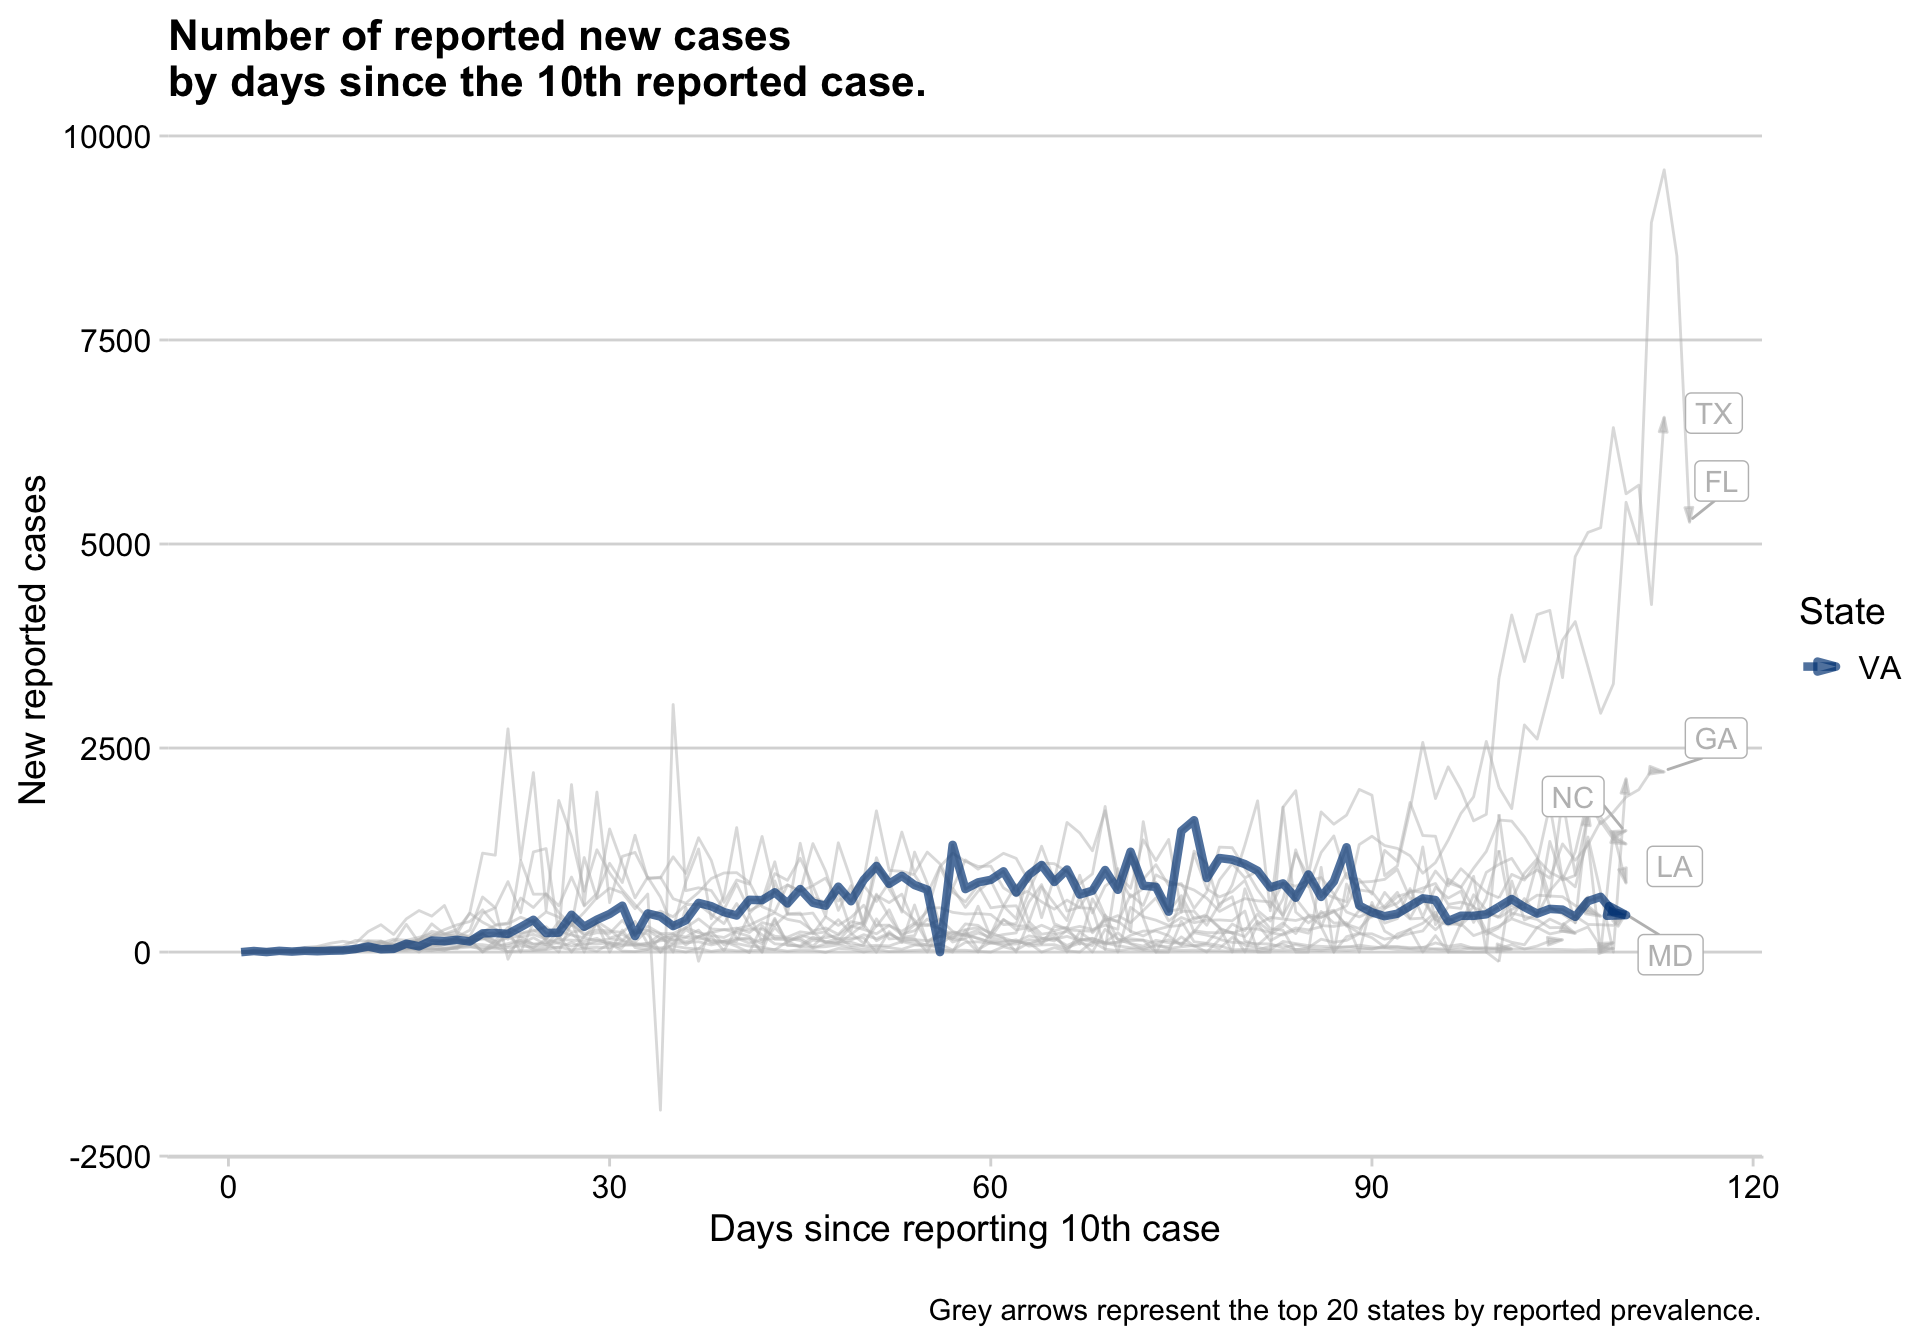 Number of reported new cases
by days since the 10th reported case.
10000
7500
5000
2500
0
-2500
New reported cases
TX
FL
GA
NC
LA
MD
State
VA
0 30 60 90 120
Days since reporting 10th case
Grey arrows represent the top 20 states by reported prevalence.